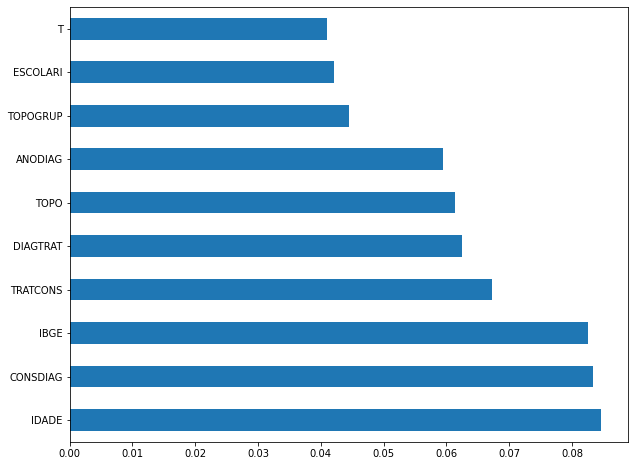 T
ESCOLARI
TOPOGRUP
ANODIAG
TOPO
DIAGTRAT
TRATCONS
IBGE
CONSDIAG
IDADE
0.00 0.01 0.02 0.03 0.04 0.05 0.06 0.07 0.08